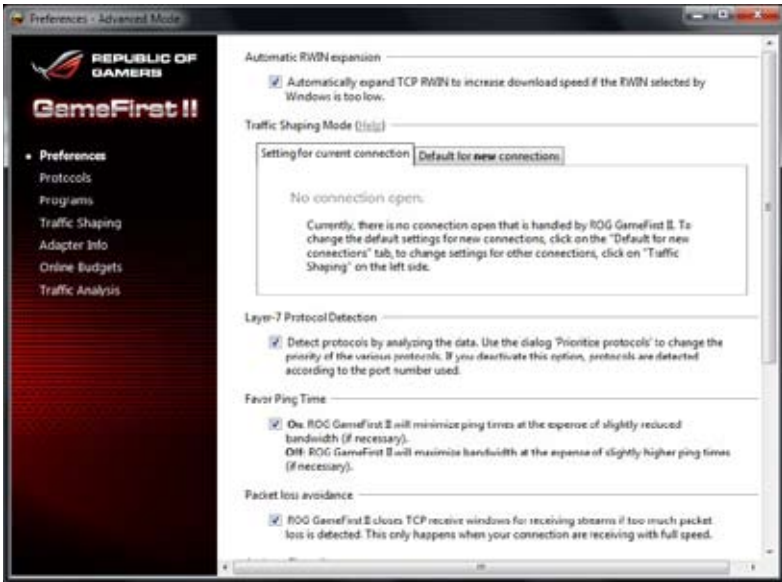 Preferences - Advanced Mode
REPUBLIC OF
GAMERS
GameFirst II
Preferences
Protocols
Programs
Traffic Shaping
Adapter Info
Online Budgets
Traffic Analysis
Automatic RWIN expansion
Automatically expand TCP RWIN to increase download speed if the RWIN selected by
Windows is too low.
Traffic Shaping Mode (Help)
Setting for current connection
Default for new connections
No connection open.
Currently, there is no connection open that is handled by ROG GameFirst II. To
change the default settings for new connections, click on the "Default for new
connections" tab, to change settings for other connections, click on "Traffic
Shaping" on the left side.
Layer-7 Protocol Detection
Detect protocols by analyzing the data. Use the dialog 'Prioritize protocols' to change the
priority of the various protocols. If you deactivate this option, protocols are detected
according to the port number used.
Favor Ping Time
On: ROG GameFirst II will minimize ping times at the expense of slightly reduced
bandwidth (if necessary).
Off: ROG GameFirst II will maximize bandwidth at the expense of slightly higher ping times
(if necessary).
Packet loss avoidance
ROG GameFirst II closes TCP receive windows for receiving streams if too much packet
loss is detected. This only happens when your connection are receiving with full speed.